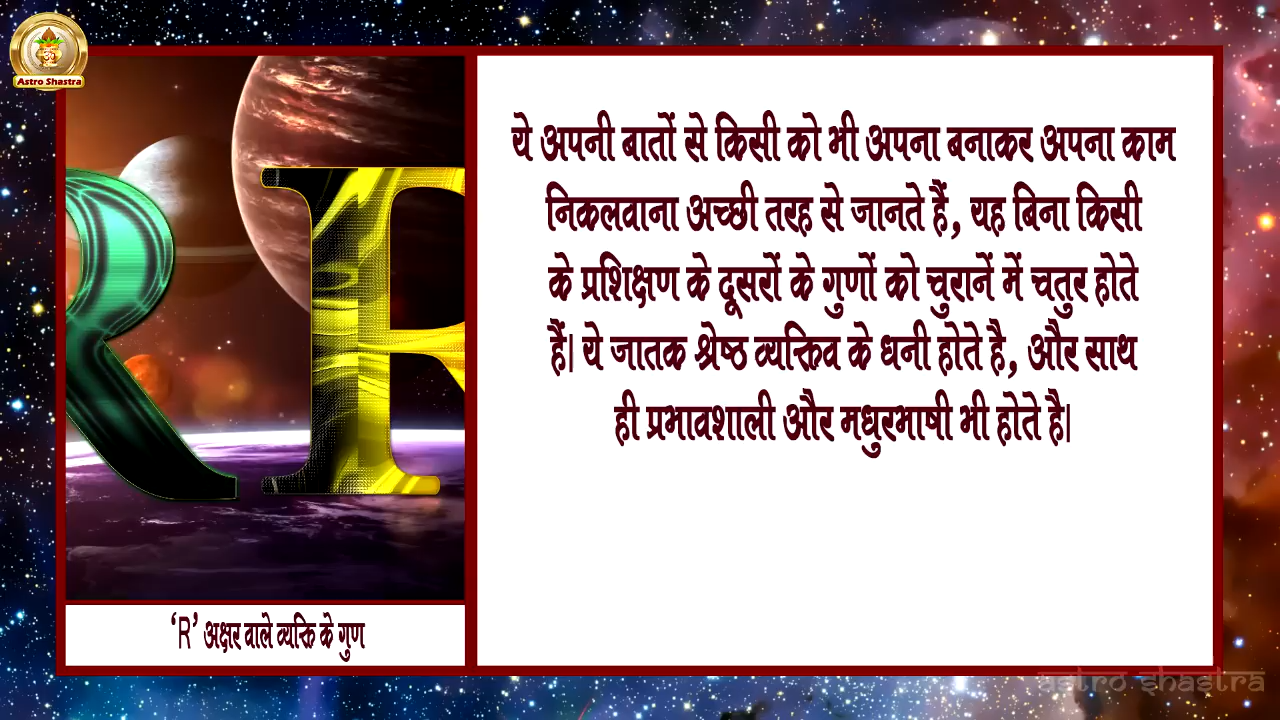 Astro Shastra
ये अपनी बातों से किसी को भी अपना बनाकर अपना काम
निकलवाना अच्छी तरह से जानते हैं, यह बिना किसी
के प्रशिक्षण के दूसरों के गुणों को चुरानें में चतुर होते
हैं। ये जातक श्रेष्ठ व्यक्तिव के धनी होते है, और साथ
ही प्रभावशाली और मधुरभाषी भी होते है।
R R
‘R’ अक्षर वाले व्यक्ति के गुण
astro shastra